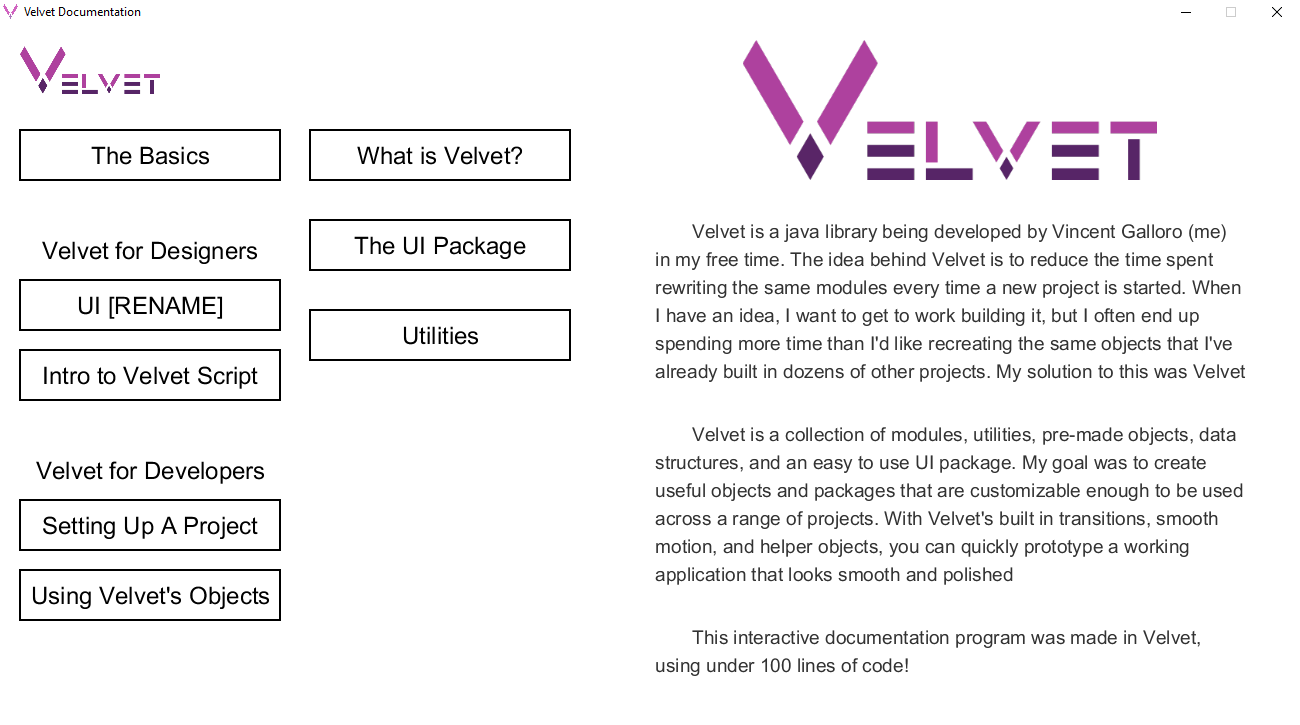 Velvet Documentation
VELVET
The Basics
Velvet for Designers
UI [RENAME]
Intro to Velvet Script
Velvet for Developers
Setting Up A Project
Using Velvet's Objects
What is Velvet?
The UI Package
Utilities
VELVET
Velvet is a java library being developed by Vincent Galloro (me)
in my free time. The idea behind Velvet is to reduce the time spent
rewriting the same modules every time a new project is started. When
I have an idea, I want to get to work building it, but I often end up
spending more time than I'd like recreating the same objects that I've
already built in dozens of other projects. My solution to this was Velvet
Velvet is a collection of modules, utilities, pre-made objects, data
structures, and an easy to use UI package. My goal was to create
useful objects and packages that are customizable enough to be used
across a range of projects. With Velvet's built in transitions, smooth
motion, and helper objects, you can quickly prototype a working
application that looks smooth and polished
This interactive documentation program was made in Velvet,
using under 100 lines of code!